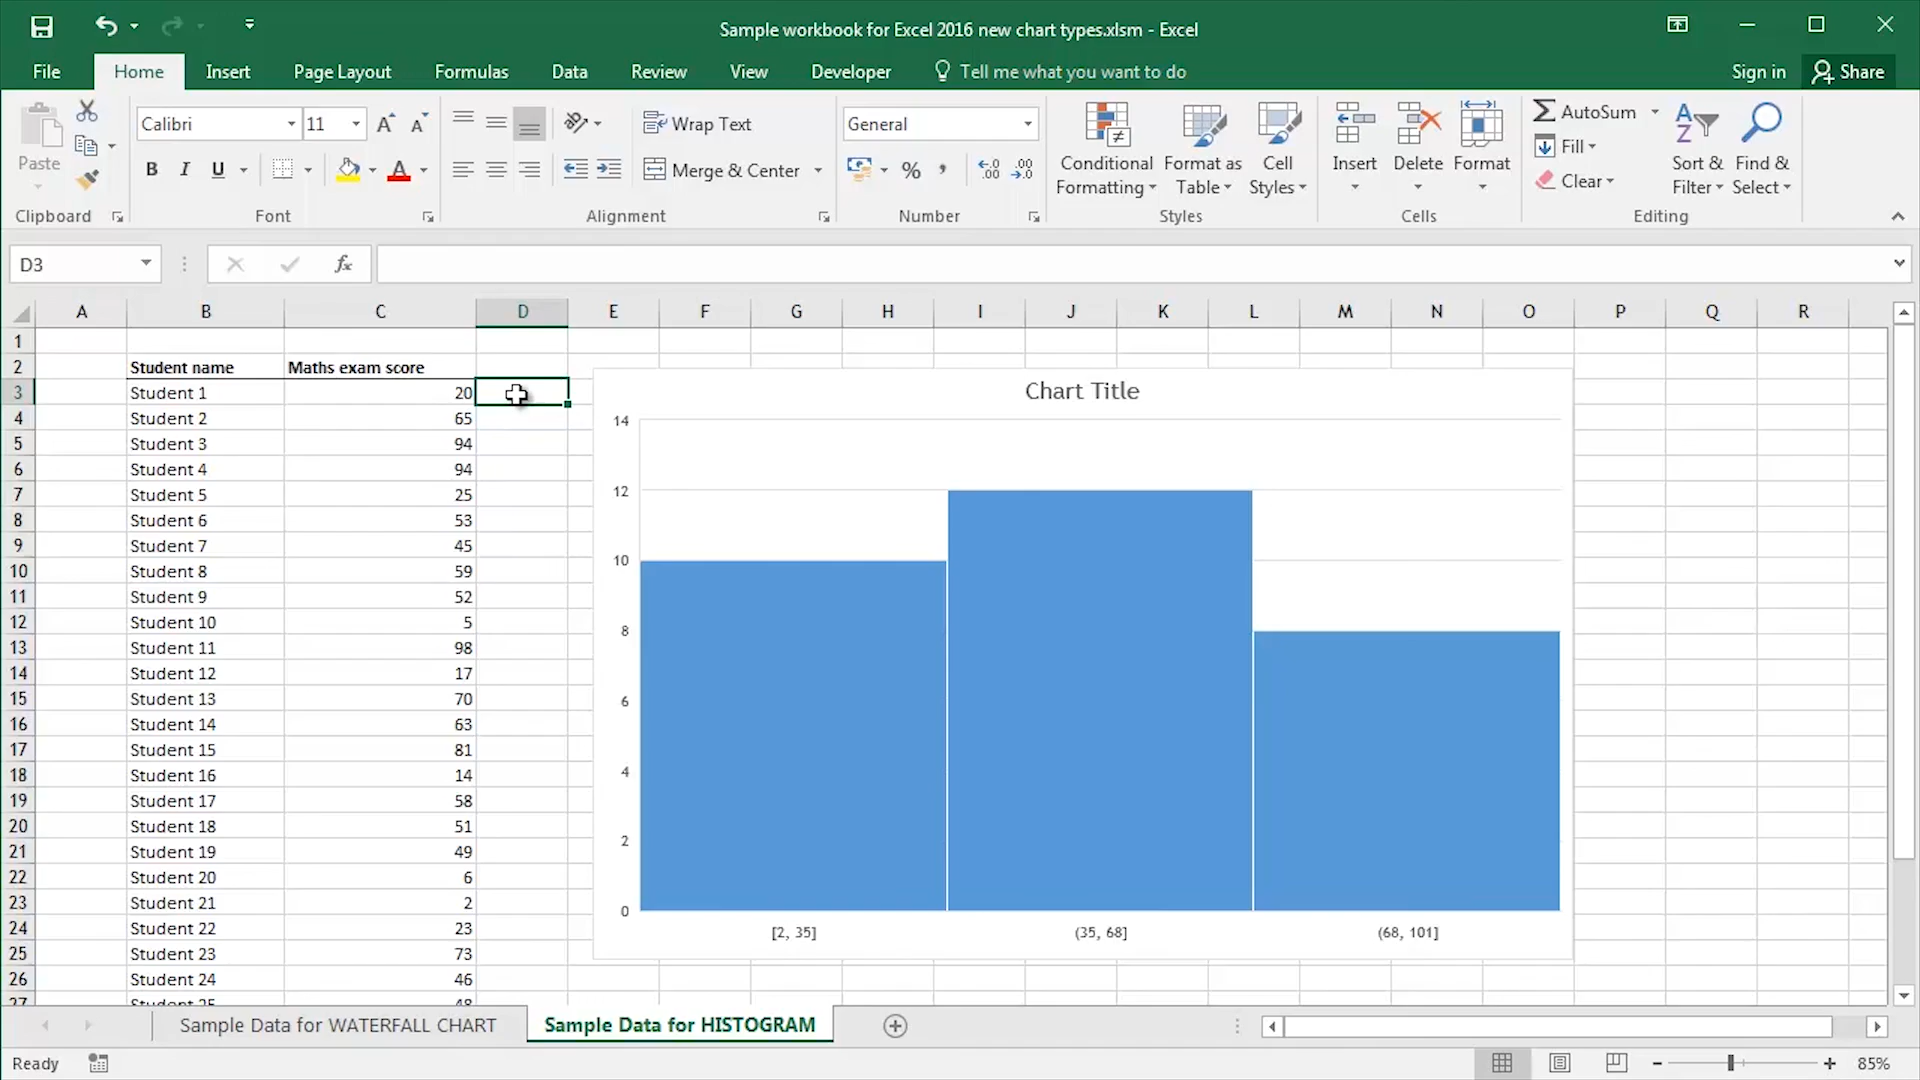 Sample workbook for Excel 2016 new chart types.xlsm - Excel
File Home Insert Page Layout Formulas Data Review View Developer Tell me what you want to do Sign in Share
Paste
Clipboard
Calibri 11
B I U
Font
Wrap Text
Merge & Center
Alignment
General
%
Number
Conditional Formatting
Format as Table
Cell Styles
Styles
Insert
Delete
Format
Cells
AutoSum
Fill
Clear
Sort & Filter
Find & Select
Editing
D3 fx
A B C D E F G H I J K L M N O P Q R
1
2 Student name Maths exam score
3 Student 1 20
4 Student 2 65
5 Student 3 94
6 Student 4 94
7 Student 5 25
8 Student 6 53
9 Student 7 45
10 Student 8 59
11 Student 9 52
12 Student 10 5
13 Student 11 98
14 Student 12 17
15 Student 13 70
16 Student 14 63
17 Student 15 81
18 Student 16 14
19 Student 17 58
20 Student 18 51
21 Student 19 49
22 Student 20 6
23 Student 21 2
24 Student 22 23
25 Student 23 73
26 Student 24 46
27 Student 25 48
Chart Title
14
12
10
8
6
4
2
0
[2, 35] (35, 68] (68, 101]
Sample Data for WATERFALL CHART Sample Data for HISTOGRAM
Ready 85%